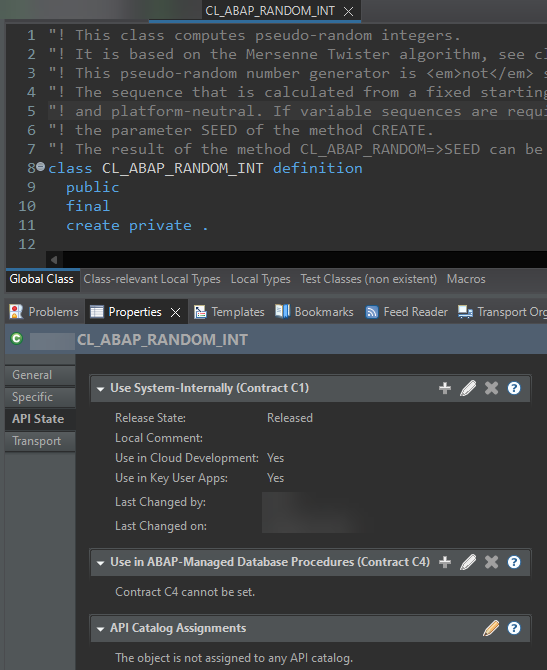 CL_ABAP_RANDOM_INT
1 "! This class computes pseudo-random integers.
2 "! It is based on the Mersenne Twister algorithm, see cl
3 "! This pseudo-random number generator is <em>not</em> s
4 "! The sequence that is calculated from a fixed starting
5 "! and platform-neutral. If variable sequences are requi
6 "! the parameter SEED of the method CREATE.
7 "! The result of the method CL_ABAP_RANDOM=>SEED can be
8 class CL_ABAP_RANDOM_INT definition
9 public
10 final
11 create private .
12
Global Class Class-relevant Local Types Local Types Test Classes (non existent) Macros
Problems Properties Templates Bookmarks Feed Reader Transport Org
CL_ABAP_RANDOM_INT
General
Specific
API State
Transport
Use System-Internally (Contract C1)
Release State: Released
Local Comment:
Use in Cloud Development: Yes
Use in Key User Apps: Yes
Last Changed by:
Last Changed on:
Use in ABAP-Managed Database Procedures (Contract C4)
Contract C4 cannot be set.
API Catalog Assignments
The object is not assigned to any API catalog.